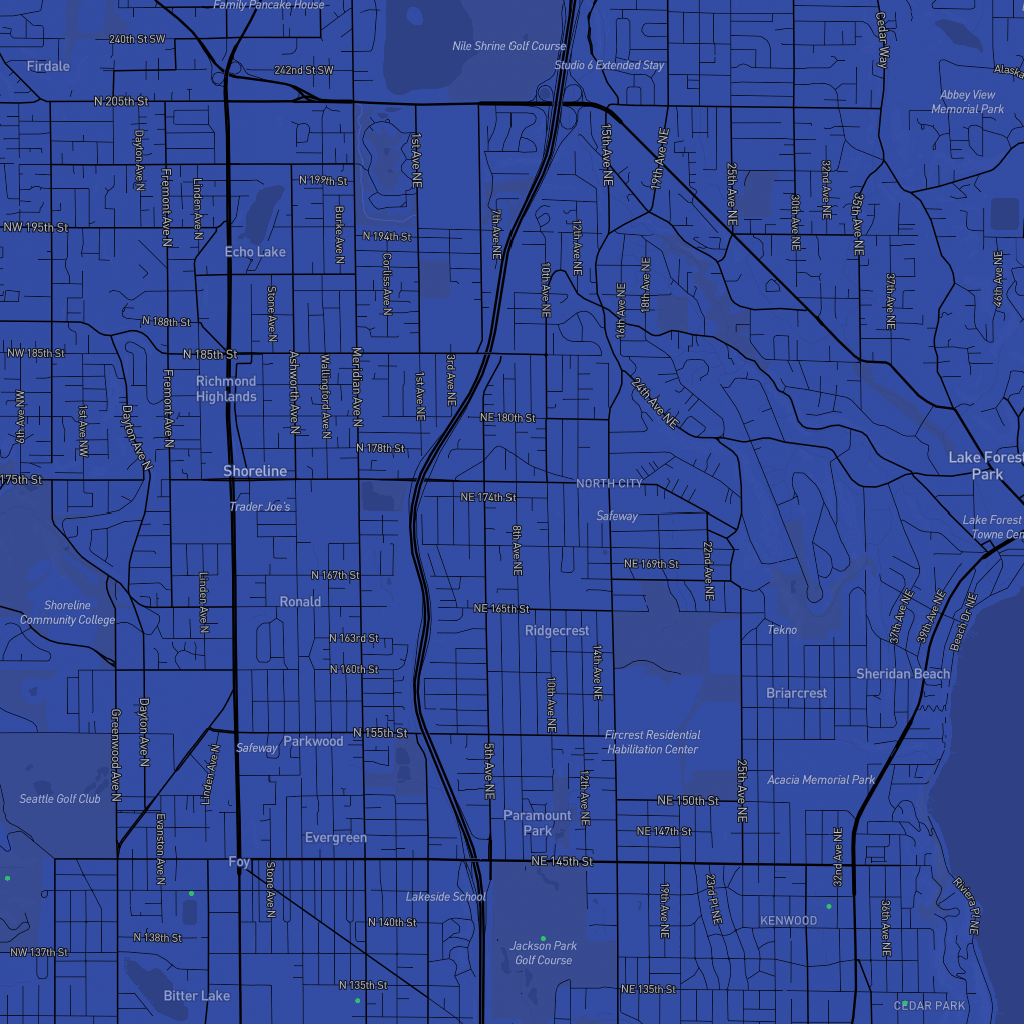 Family Pancake House
240th St SW
Nile Shrine Golf Course
Cedar Way
Firdale
242nd St SW
Studio 6 Extended Stay
N 205th St
Abbey View
Memorial Park
Dayton Ave N
1st Ave NE
15th Ave NE
19th Ave NE
25th Ave NE
32nd Ave NE
Fremont Ave N
Linden Ave N
N 199th St
30th Ave NE
35th Ave NE
NW 195th St
Burke Ave N
N 194th St
7th Ave NE
12th Ave NE
Echo Lake
Corliss Ave N
10th Ave NE
18th Ave NE
37th Ave NE
46th Ave NE
Stone Ave N
N 188th St
NW 185th St
N 185th St
Richmond
Highlands
Fremont Ave N
Ashworth Ave N
Wallingford Ave N
Meridian Ave N
1st Ave NE
3rd Ave NE
24th Ave NE
6th Ave NW
1st Ave NW
Dayton Ave N
NE 180th St
N 178th St
Lake Forest
Park
175th St
Shoreline
NE 174th St
NORTH CITY
Trader Joe's
Safeway
Lake Forest
Towne Cen
8th Ave NE
22nd Ave NE
NE 169th St
N 167th St
Linden Ave N
Ronald
NE 165th St
Shoreline
Community College
Ridgecrest
Tekno
37th Ave NE
39th Ave NE
Beach Dr NE
N 163rd St
N 160th St
14th Ave NE
Sheridan Beach
Briarcrest
10th Ave NE
Greenwood Ave N
Dayton Ave N
N 155th St
Parkwood
Safeway
Fircrest Residential
Habilitation Center
Linden Ave N
5th Ave NE
12th Ave NE
25th Ave NE
Acacia Memorial Park
Seattle Golf Club
NE 150th St
Paramount
Park
NE 147th St
Evergreen
Evanston Ave N
32nd Ave NE
Foy
NE 145th St
Stone Ave N
Lakeside School
19th Ave NE
23rd Pl NE
Riviera Pl NE
36th Ave NE
KENWOOD
N 140th St
N 138th St
NW 137th St
Jackson Park
Golf Course
N 135th St
NE 135th St
Bitter Lake
CEDAR PARK